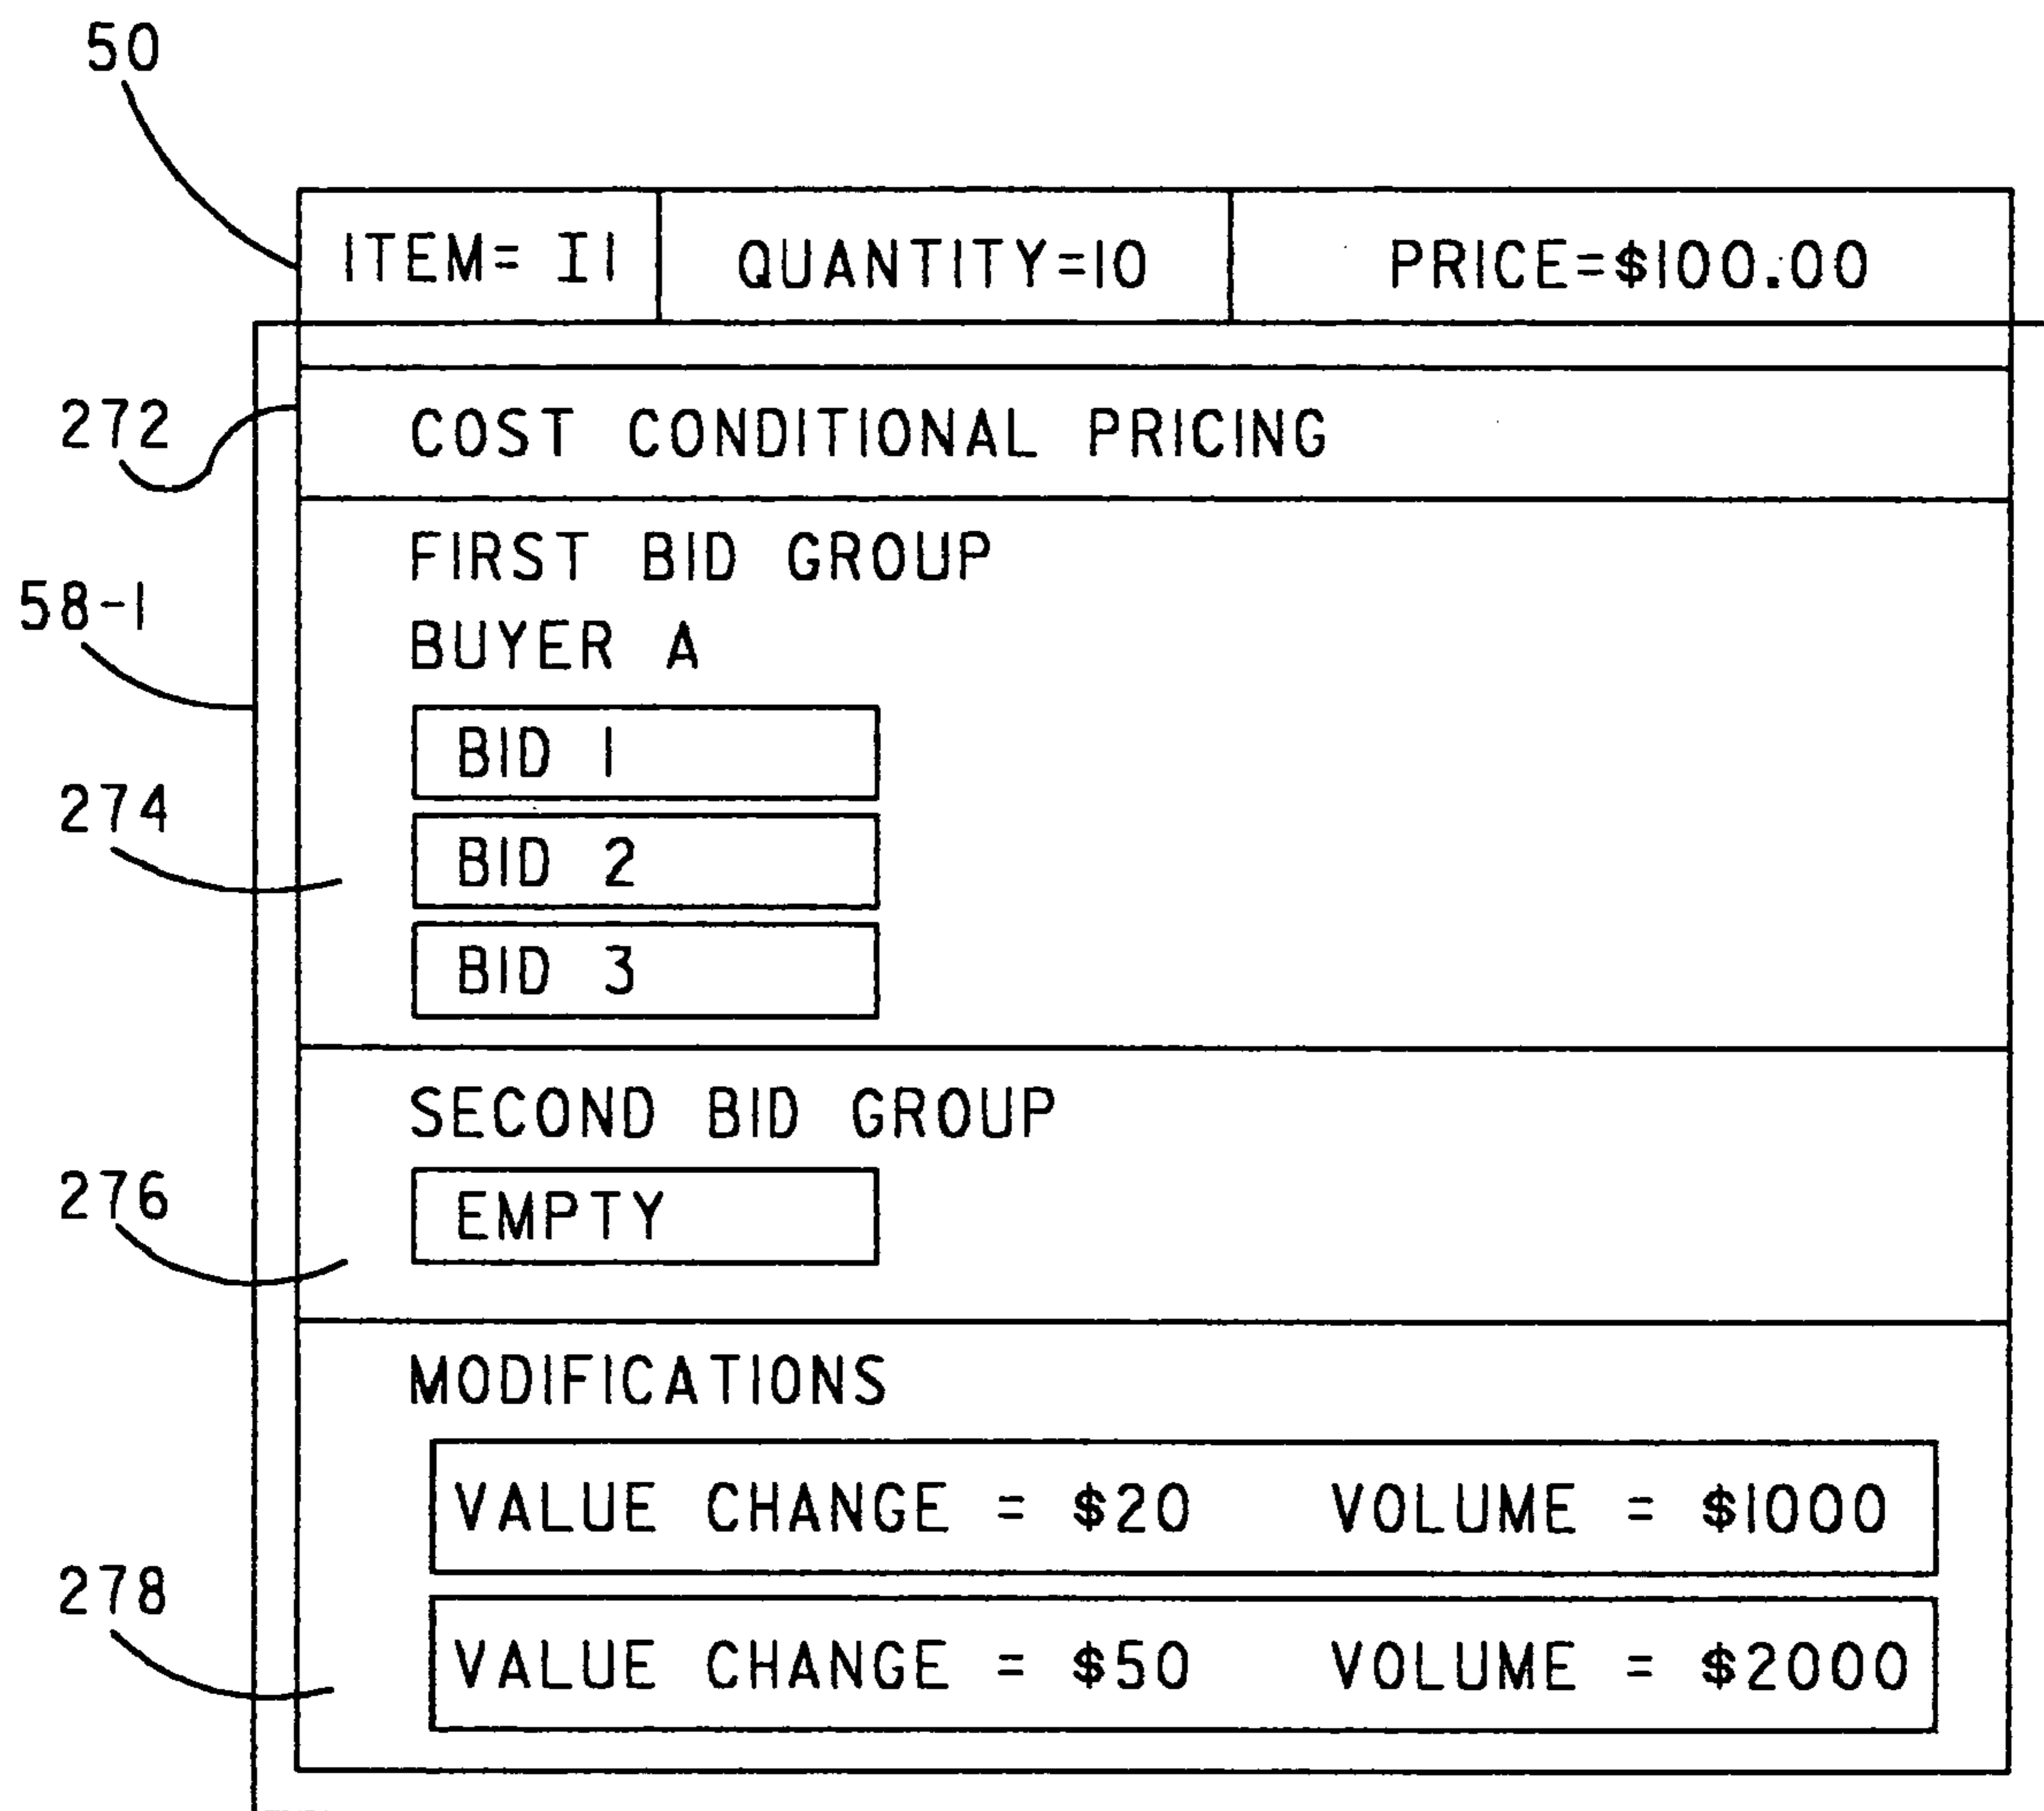 50
ITEM= I1 QUANTITY=10 PRICE=$100.00
272
COST CONDITIONAL PRICING
FIRST BID GROUP
58-1
BUYER A
BID 1
274
BID 2
BID 3
SECOND BID GROUP
276
EMPTY
MODIFICATIONS
VALUE CHANGE = $20 VOLUME = $1000
278
VALUE CHANGE = $50 VOLUME = $2000